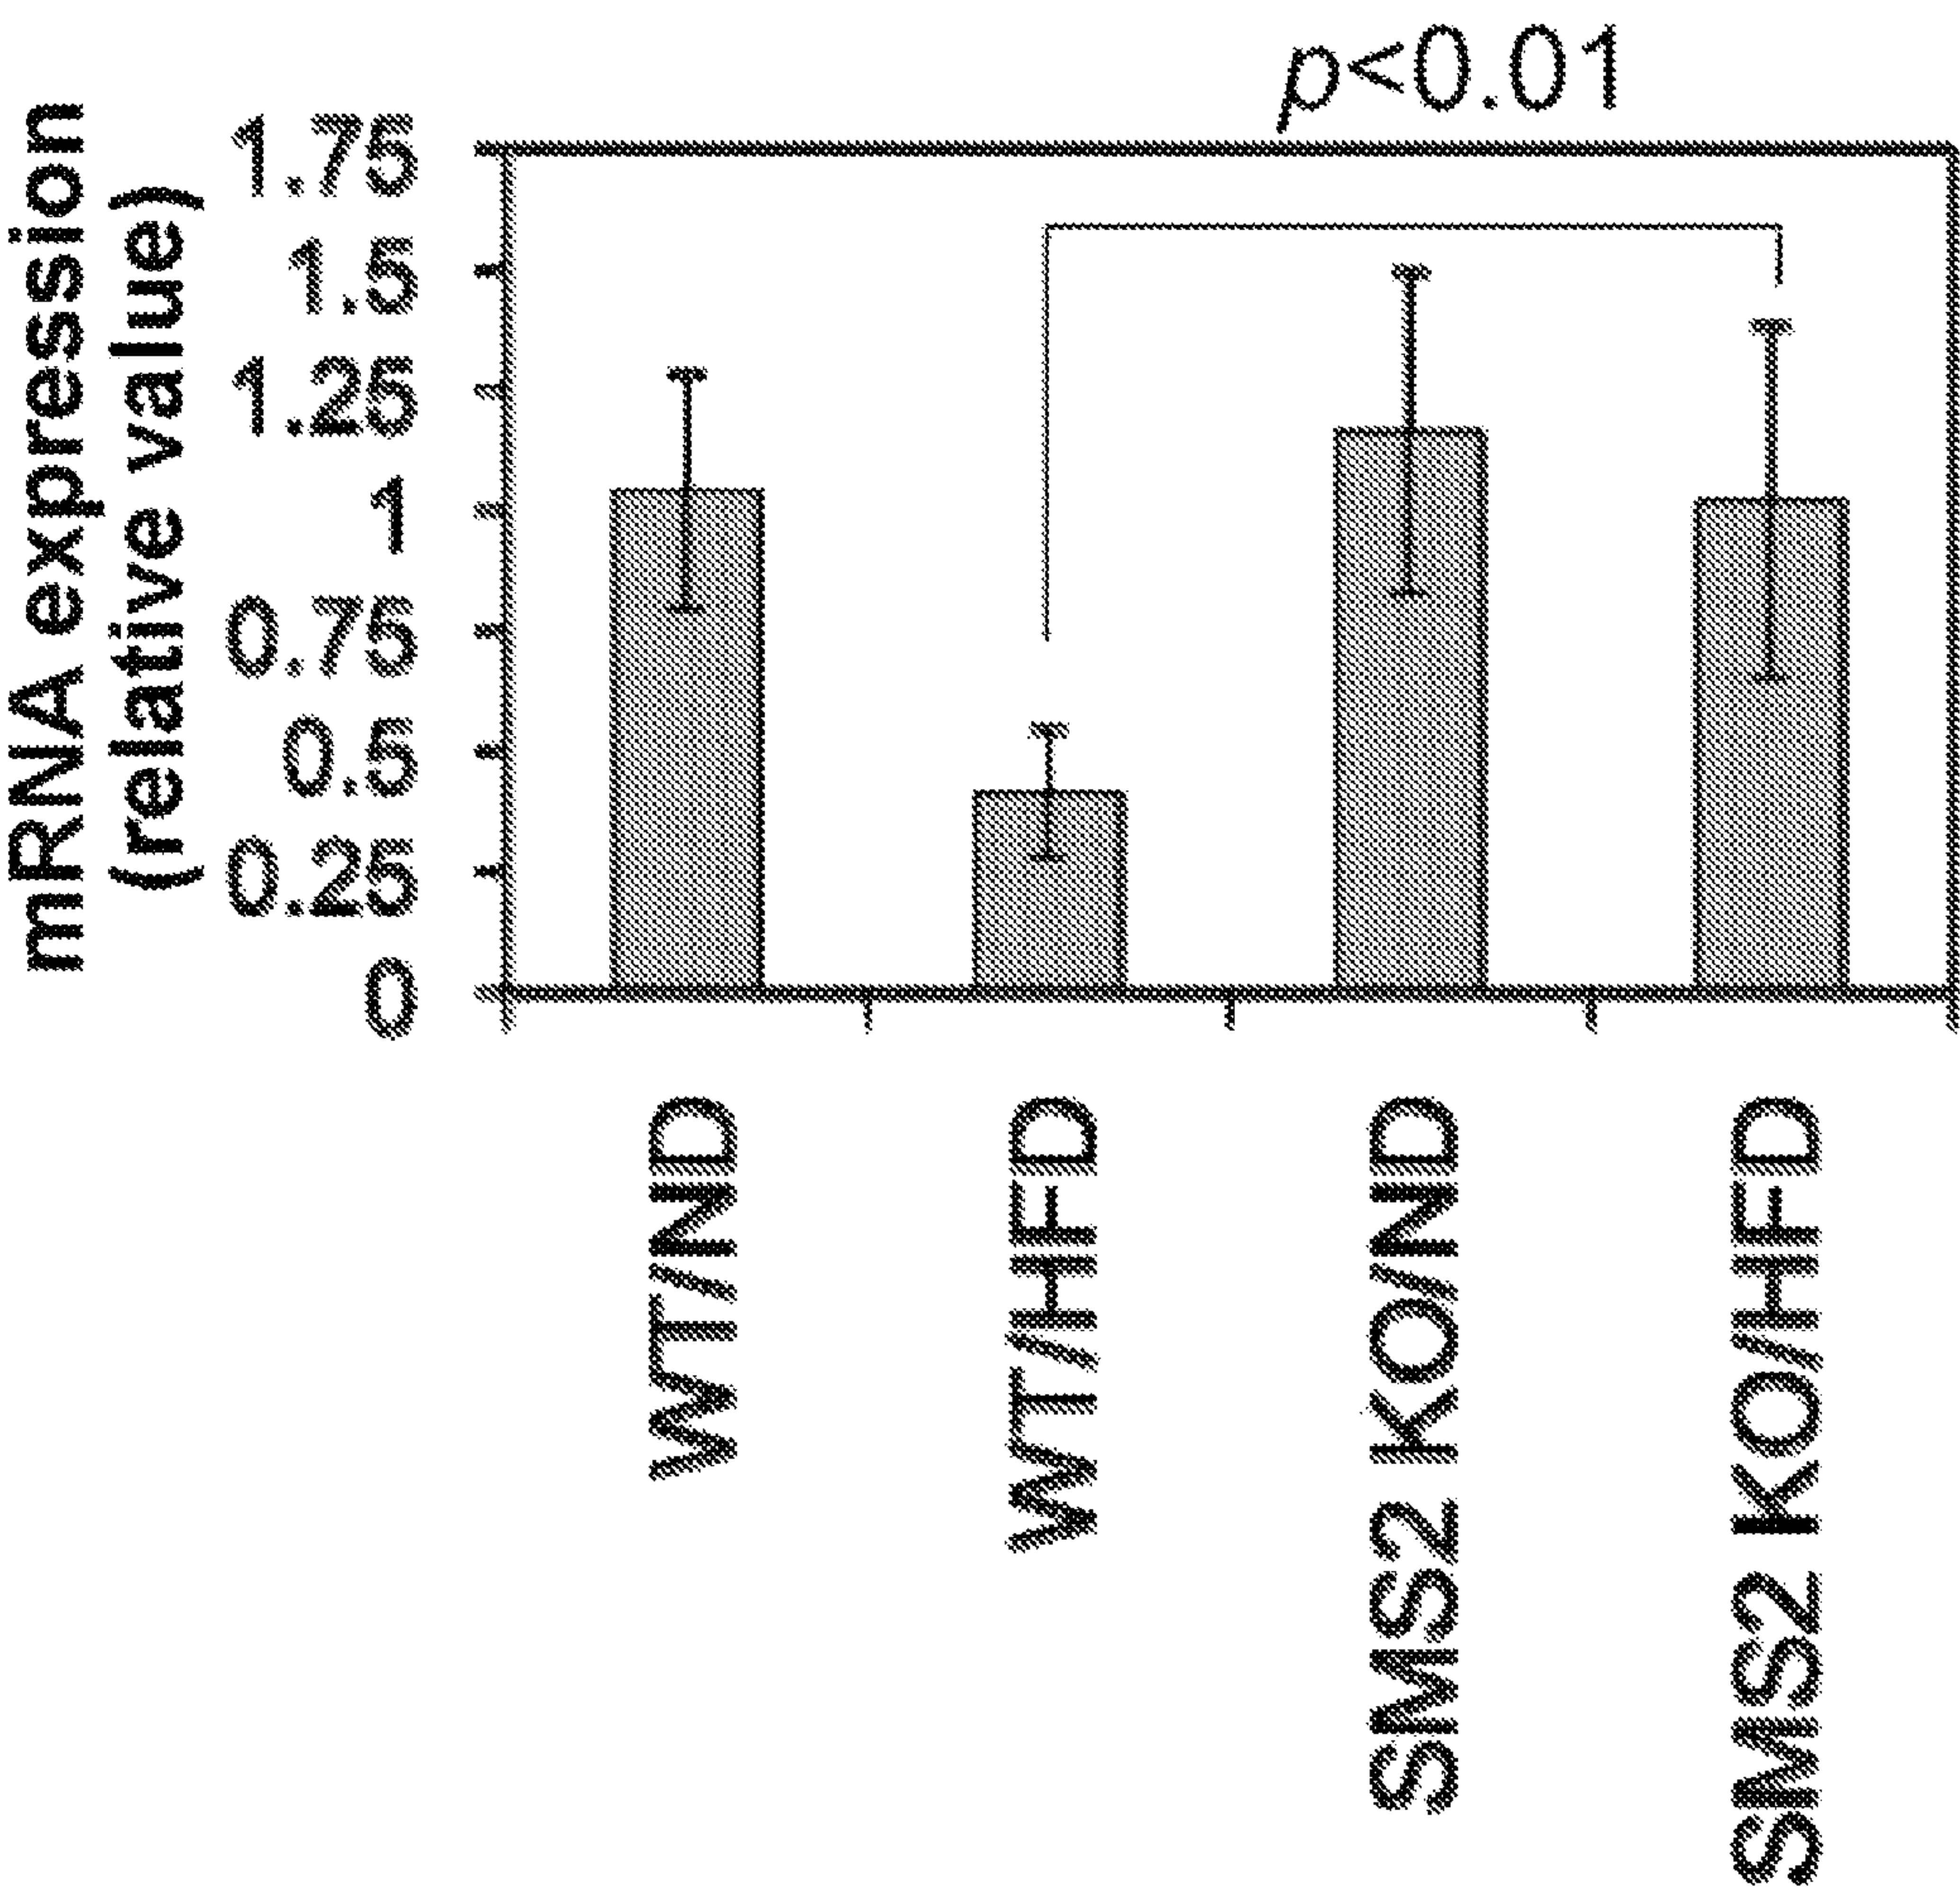 p<0.01
mRNA expression
(relative value)
1.75
1.5
1.25
1
0.75
0.5
0.25
0
WT/ND
WT/HFD
SMS2 KO/ND
SMS2 KO/HFD